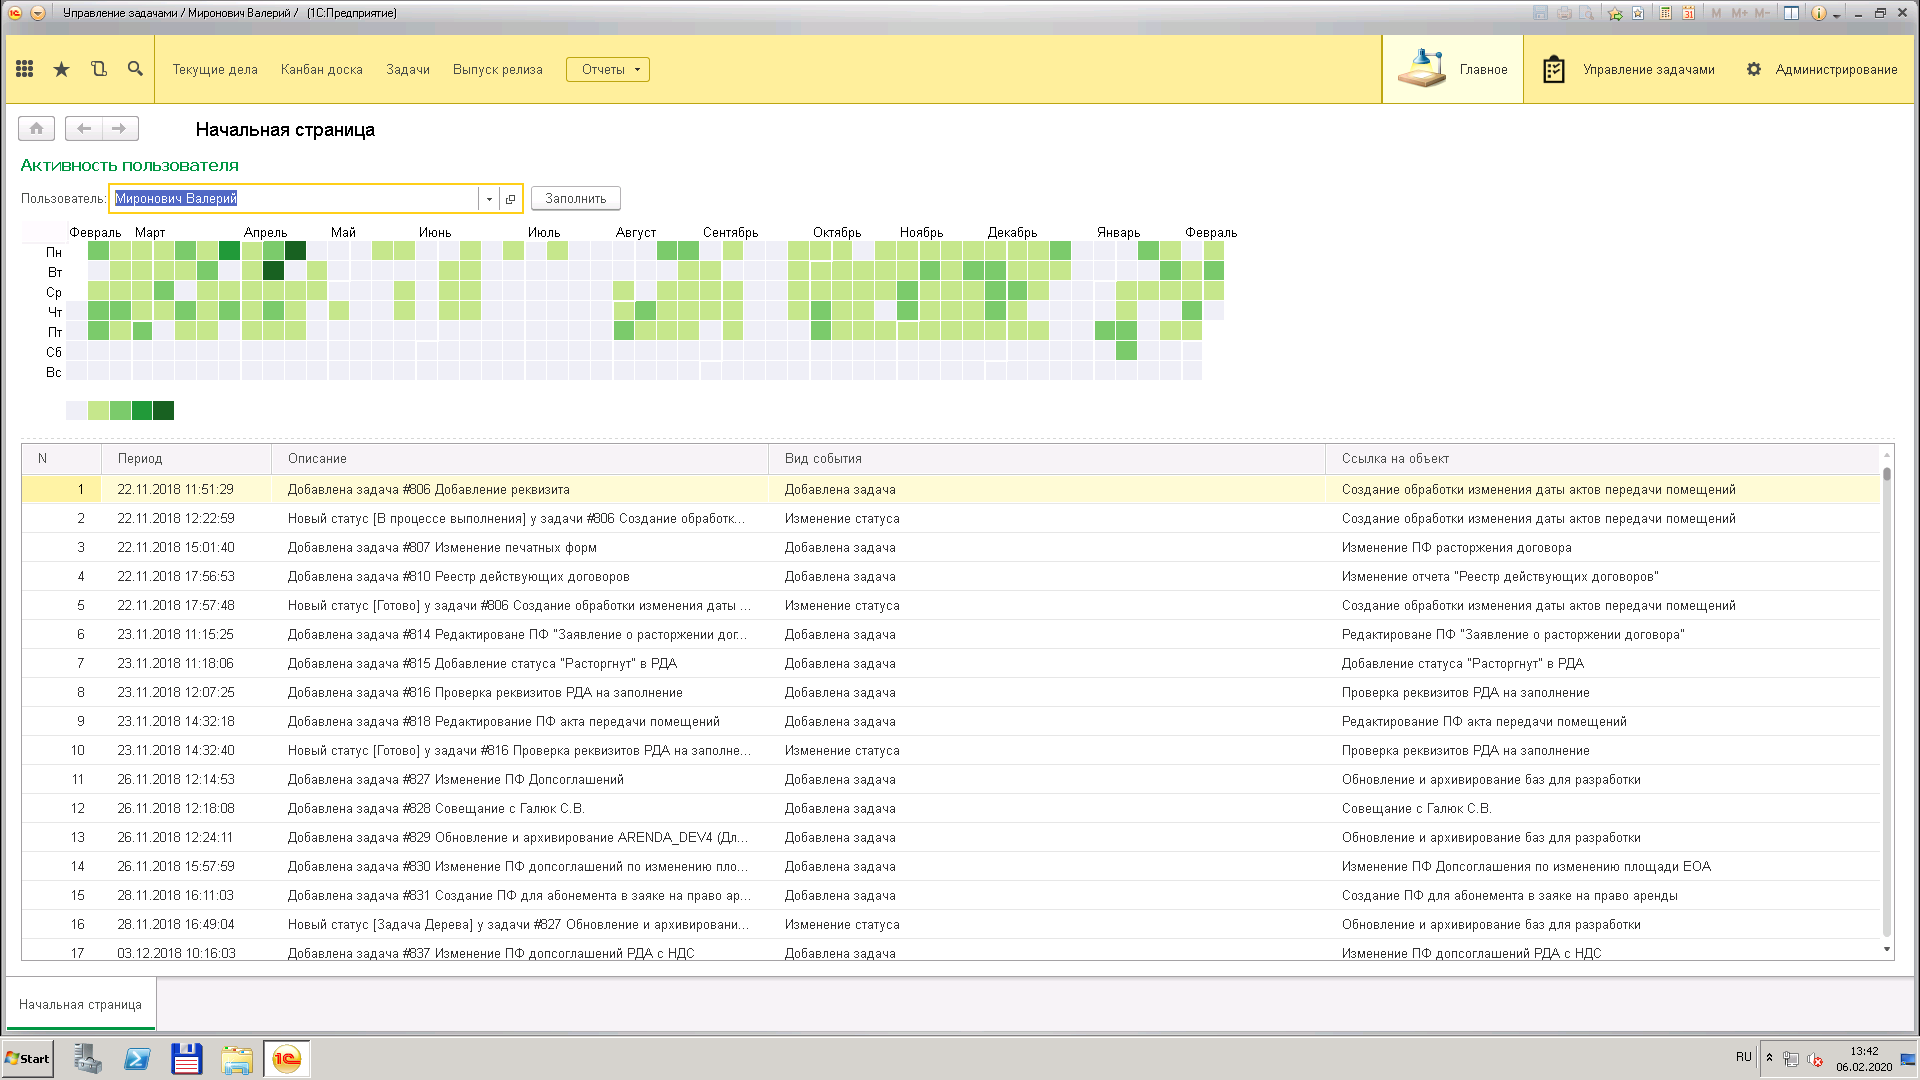 Управление задачами / Миронович Валерий / (1С:Предприятие)
M M+ M-
Текущие дела Канбан доска Задачи Выпуск релиза Отчеты
Главное Управление задачами Администрирование
Начальная страница
Активность пользователя
Пользователь: Миронович Валерий Заполнить
Февраль Март Апрель Май Июнь Июль Август Сентябрь Октябрь Ноябрь Декабрь Январь Февраль
Пн
Вт
Ср
Чт
Пт
Сб
Вс
N Период Описание Вид события Ссылка на объект
1 22.11.2018 11:51:29 Добавлена задача #806 Добавление реквизита Добавлена задача Создание обработки изменения даты актов передачи помещений
2 22.11.2018 12:22:59 Новый статус [В процессе выполнения] у задачи #806 Создание обработк... Изменение статуса Создание обработки изменения даты актов передачи помещений
3 22.11.2018 15:01:40 Добавлена задача #807 Изменение печатных форм Добавлена задача Изменение ПФ расторжения договора
4 22.11.2018 17:56:53 Добавлена задача #810 Реестр действующих договоров Добавлена задача Изменение отчета "Реестр действующих договоров"
5 22.11.2018 17:57:48 Новый статус [Готово] у задачи #806 Создание обработки изменения даты ... Изменение статуса Создание обработки изменения даты актов передачи помещений
6 23.11.2018 11:15:25 Добавлена задача #814 Редактироване ПФ "Заявление о расторжении дог... Добавлена задача Редактироване ПФ "Заявление о расторжении договора"
7 23.11.2018 11:18:06 Добавлена задача #815 Добавление статуса "Расторгнут" в РДА Добавлена задача Добавление статуса "Расторгнут" в РДА
8 23.11.2018 12:07:25 Добавлена задача #816 Проверка реквизитов РДА на заполнение Добавлена задача Проверка реквизитов РДА на заполнение
9 23.11.2018 14:32:18 Добавлена задача #818 Редактирование ПФ акта передачи помещений Добавлена задача Редактирование ПФ акта передачи помещений
10 23.11.2018 14:32:40 Новый статус [Готово] у задачи #816 Проверка реквизитов РДА на заполне... Изменение статуса Проверка реквизитов РДА на заполнение
11 26.11.2018 12:14:53 Добавлена задача #827 Изменение ПФ Допсоглашений Добавлена задача Обновление и архивирование баз для разработки
12 26.11.2018 12:18:08 Добавлена задача #828 Совещание с Галюк С.В. Добавлена задача Совещание с Галюк С.В.
13 26.11.2018 12:24:11 Добавлена задача #829 Обновление и архивирование ARENDA_DEV4 (Дл... Добавлена задача Обновление и архивирование баз для разработки
14 26.11.2018 15:57:59 Добавлена задача #830 Изменение ПФ допсоглашений по изменению пло... Добавлена задача Изменение ПФ Допсоглашения по изменению площади ЕОА
15 28.11.2018 16:11:03 Добавлена задача #831 Создание ПФ для абонемента в заяке на право ар... Добавлена задача Создание ПФ для абонемента в заяке на право аренды
16 28.11.2018 16:49:04 Новый статус [Задача Дерева] у задачи #827 Обновление и архивировани... Изменение статуса Обновление и архивирование баз для разработки
17 03.12.2018 10:16:03 Добавлена задача #837 Изменение ПФ допсоглашений РДА с НДС Добавлена задача Изменение ПФ допсоглашений РДА с НДС
Начальная страница
Start RU 13:42
06.02.2020